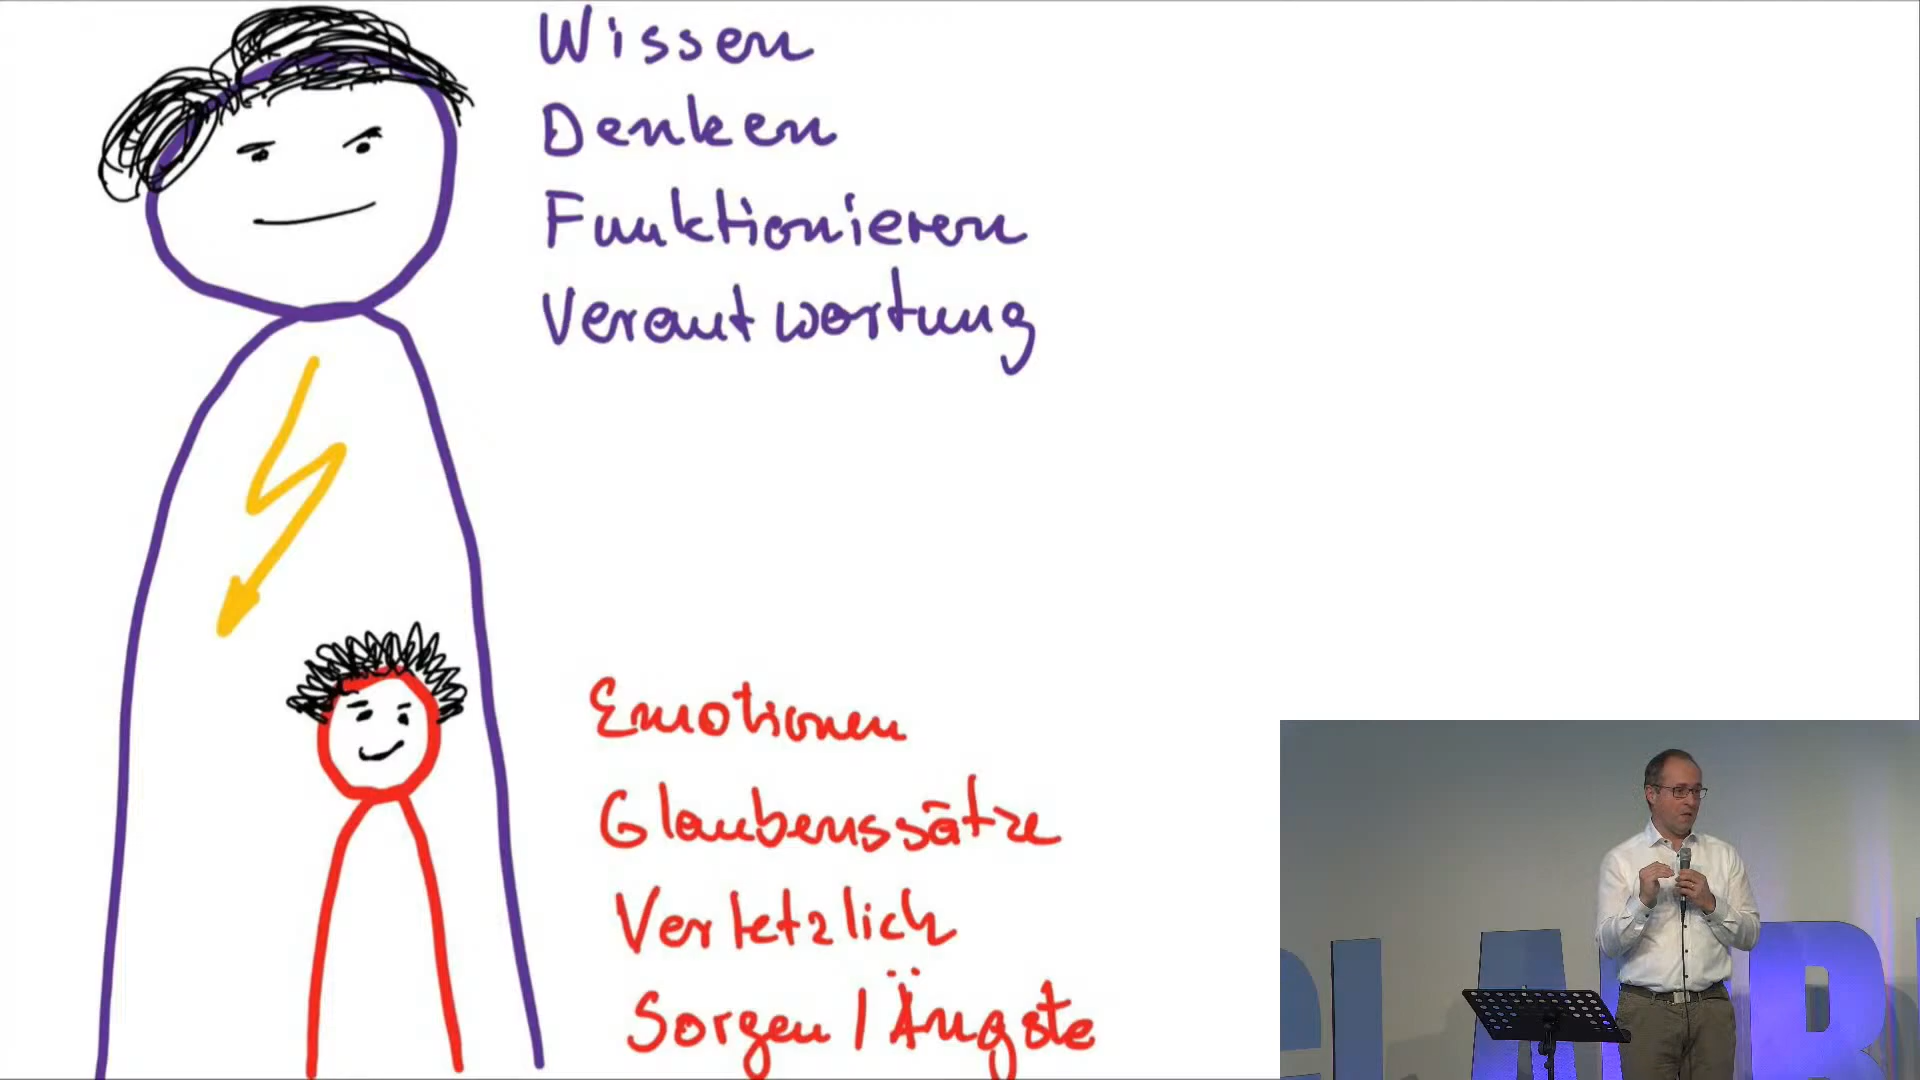 Wissen
Denken
Funktionieren
Verantwortung
Emotionen
Glaubenssätze
Verletzlich
Sorgen / Ängste